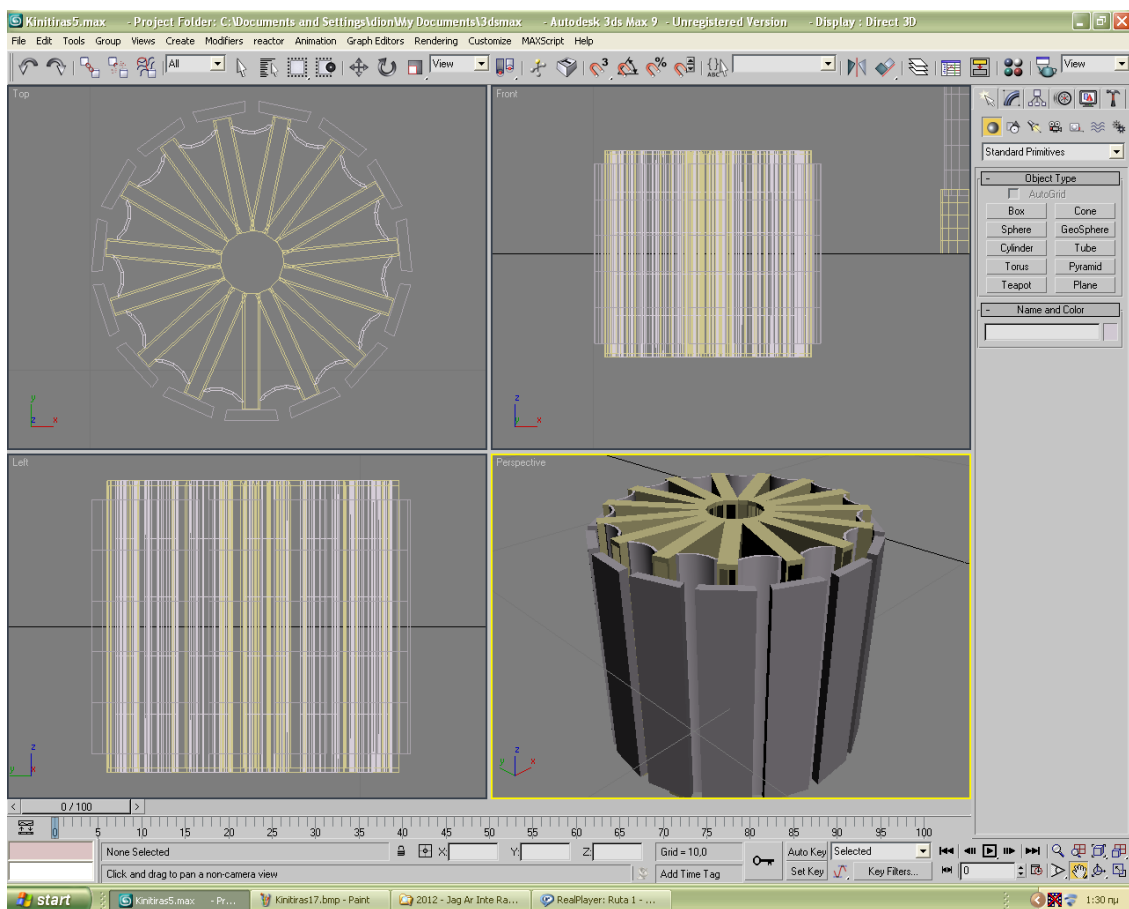 Kinitiras5.max - Project Folder: C:\Documents and Settings\dion\My Documents\3dsmax - Autodesk 3ds Max 9 - Unregistered Version - Display : Direct 3D
File Edit Tools Group Views Create Modifiers reactor Animation Graph Editors Rendering Customize MAXScript Help
All View 3 % ABC View
Top Front
Standard Primitives
- Object Type
AutoGrid
Box Cone
Sphere GeoSphere
Cylinder Tube
Torus Pyramid
Teapot Plane
- Name and Color
y z x
z y x
Left Perspective
z y x
z y x
< 0 / 100 >
0 5 10 15 20 25 30 35 40 45 50 55 60 65 70 75 80 85 90 95 100
None Selected X: Y: Z: Grid = 10,0 Auto Key Selected
Click and drag to pan a non-camera view Add Time Tag Set Key Key Filters... 0
start Kinitiras5.max - Pr... Kinitiras17.bmp - Paint 2012 - Jag Ar Inte Ra... RealPlayer: Ruta 1 - ... 1:30 πμ